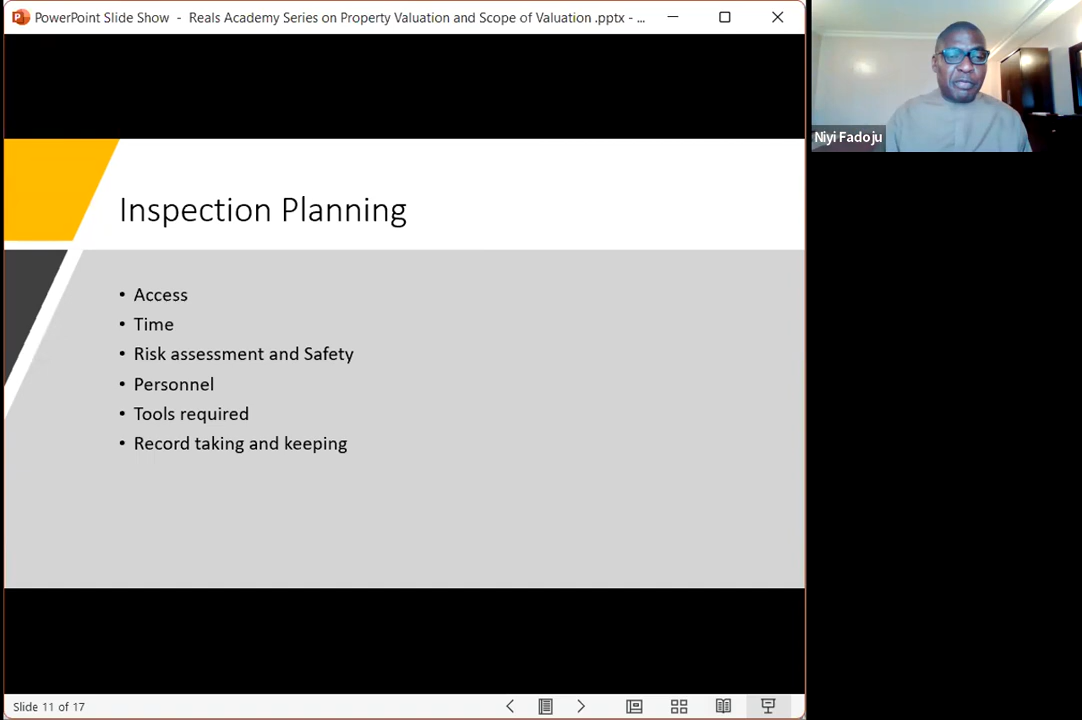 PowerPoint Slide Show - Reals Academy Series on Property Valuation and Scope of Valuation .pptx - ...
Niyi Fadoju
Inspection Planning
• Access
• Time
• Risk assessment and Safety
• Personnel
• Tools required
• Record taking and keeping
Slide 11 of 17